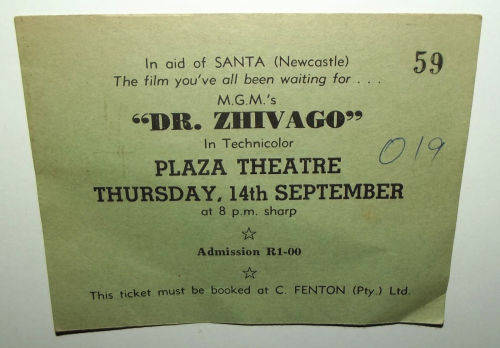 In aid of SANTA (Newcastle)
59
The film you've all been waiting for . . .
M.G.M.'s
"DR. ZHIVAGO"
In Technicolor
019
PLAZA THEATRE
THURSDAY, 14th SEPTEMBER
at 8 p.m. sharp
Admission R1-00
This ticket must be booked at C. FENTON (Pty.) Ltd.